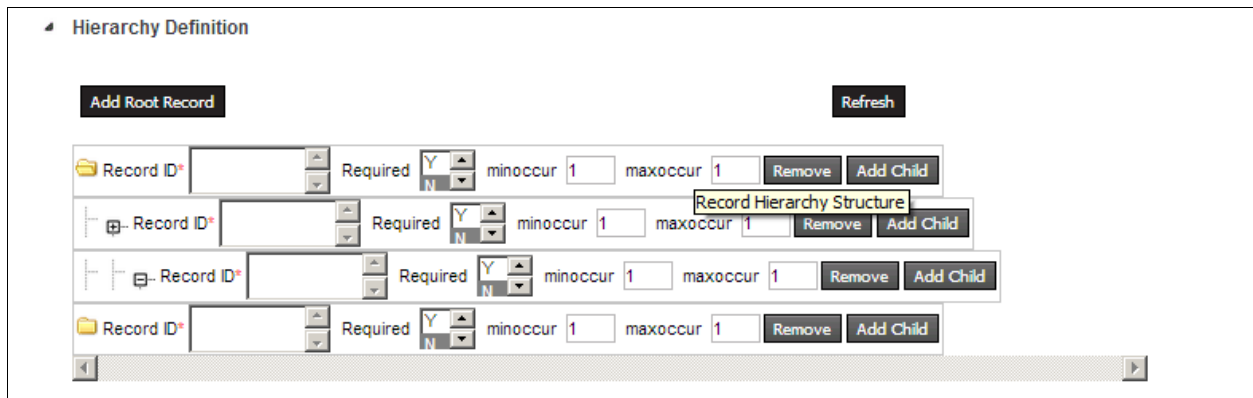 Hierarchy Definition
Add Root Record Refresh
Record ID* Required Y N minoccur 1 maxoccur 1 Remove Add Child
Record Hierarchy Structure
Record ID* Required Y N minoccur 1 maxoccur 1 Remove Add Child
Record ID* Required Y N minoccur 1 maxoccur 1 Remove Add Child
Record ID* Required Y N minoccur 1 maxoccur 1 Remove Add Child